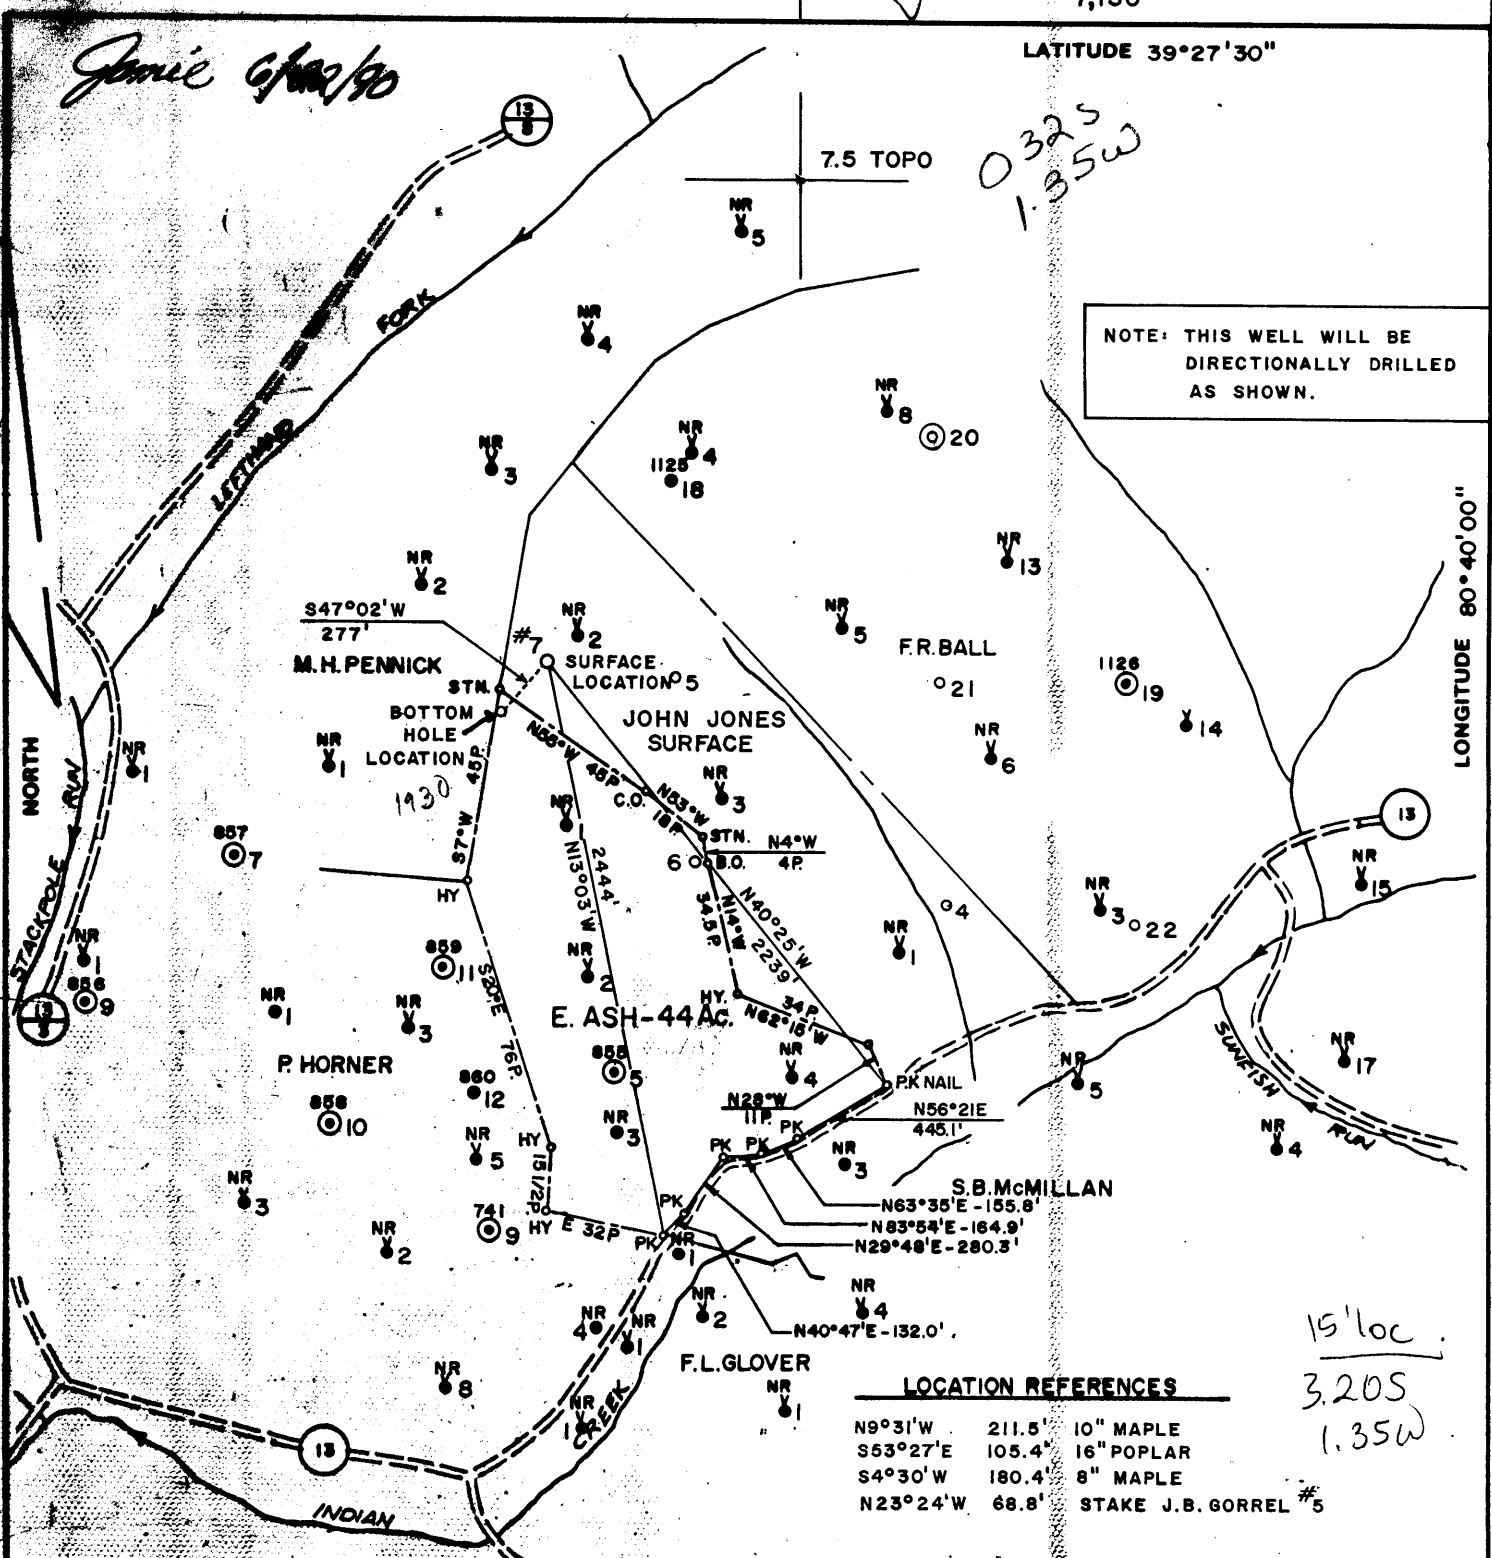 7,150
LATITUDE 39°27'30"
Jamie 6/ /90
13
8
7.5 TOPO
0 32 S
1.35W
NR
5
NR
4
FORK
NOTE: THIS WELL WILL BE
DIRECTIONALLY DRILLED
AS SHOWN.
NR
8
20
NR
4
1125
18
NR
3
LEFTHAND
LONGITUDE 80°40'00"
NR
13
NR
2
S47°02'W
277'
NR
2
NR
5
#7
F.R.BALL
M.H.PENNICK
SURFACE
LOCATION
5
STN.
1126
19
21
BOTTOM
HOLE
LOCATION
JOHN JONES
SURFACE
14
NR
6
N55°W 45P.
45P.
S7°W
NORTH
NR
1
NR
1
RUN
1930
C.O.
N53°W
18P.
NR
3
NR
1
STN.
N4°W
4P.
6
B.O.
13
857
7
HY
N13°03'W
2444'
N14°W
34.5P.
N40°25'W
2239'
4
NR
3
22
NR
15
STACKPOLE
NR
1
856
9
859
11
S20°E 76P.
NR
2
NR
1
HY.
34P.
N62°15'W
E. ASH-44 Ac.
NR
1
NR
3
13
P. HORNER
855
5
NR
4
P.K NAIL
NR
5
SUNFISH
RUN
NR
17
860
12
858
10
N28°W
11P.
N56°21E
445.1'
NR
3
HY
NR
5
PK
PK
PK
NR
3
NR
4
15 1/2P.
NR
3
S.B.McMILLAN
N63°35'E-155.8'
N83°54'E-164.9'
N29°48'E-280.3'
741
9
HY
E 32P
PK
PK
NR
1
NR
2
NR
4
NR
2
NR
4
NR
1
N40°47'E-132.0'
F.L.GLOVER
NR
8
NR
1
NR
1
CREEK
13
INDIAN
15' loc
3.20S
1.35W
LOCATION REFERENCES
N9°31'W 211.5' 10" MAPLE
S53°27'E 105.4' 16" POPLAR
S4°30'W 180.4' 8" MAPLE
N23°24'W 68.8' STAKE J.B. GORREL #5